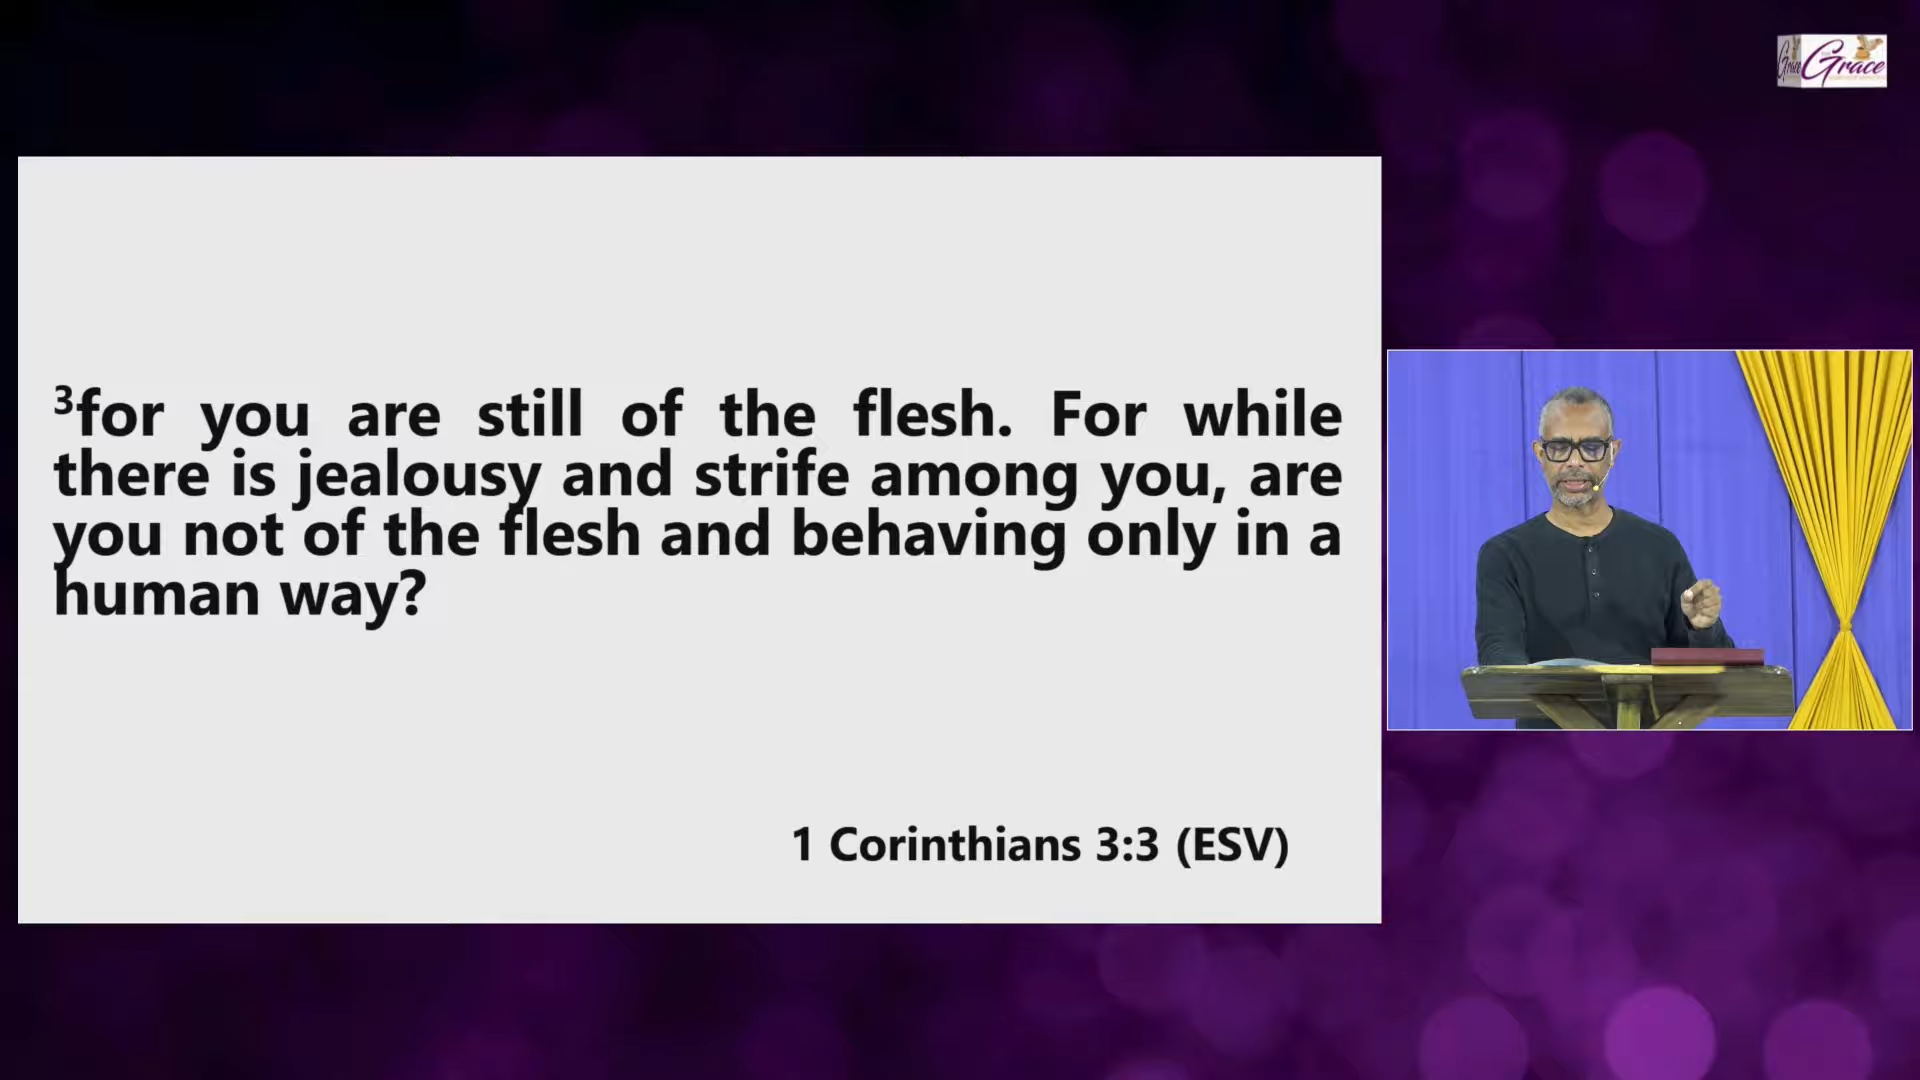 Grace
³for you are still of the flesh. For while
there is jealousy and strife among you, are
you not of the flesh and behaving only in a
human way?
1 Corinthians 3:3 (ESV)